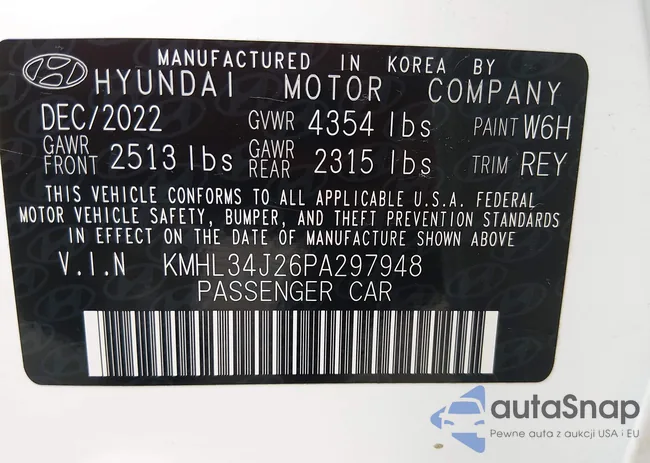 MANUFACTURED IN KOREA BY
HYUNDAI MOTOR COMPANY
DEC/2022 GVWR 4354 lbs PAINT W6H
GAWR FRONT 2513 lbs GAWR REAR 2315 lbs TRIM REY
THIS VEHICLE CONFORMS TO ALL APPLICABLE U.S.A. FEDERAL
MOTOR VEHICLE SAFETY, BUMPER, AND THEFT PREVENTION STANDARDS
IN EFFECT ON THE DATE OF MANUFACTURE SHOWN ABOVE
V.I.N KMHL34J26PA297948
PASSENGER CAR
autaSnap
Pewne auta z aukcji USA i EU